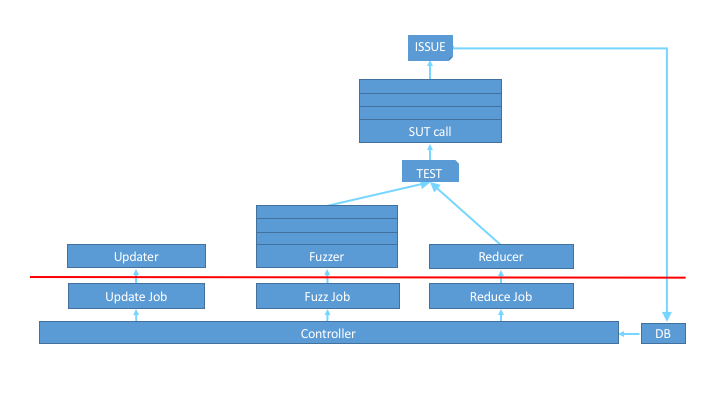 ISSUE
SUT call
TEST
Updater
Fuzzer
Reducer
Update Job
Fuzz Job
Reduce Job
Controller
DB